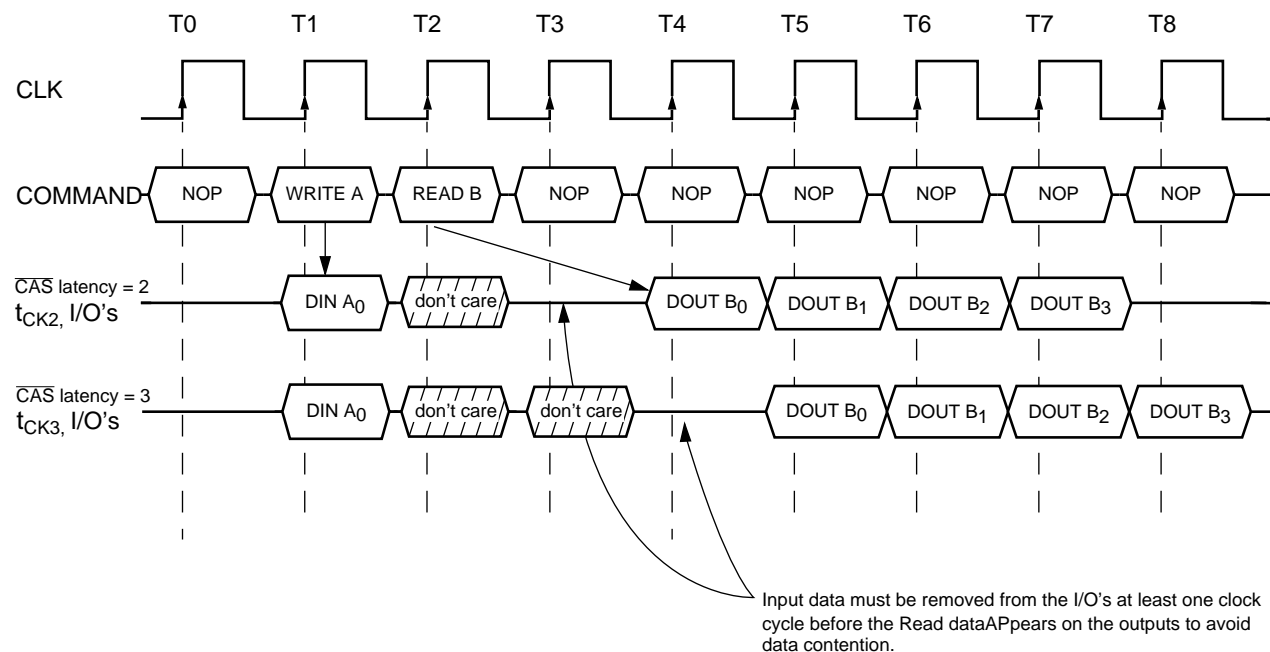 T0 T1 T2 T3 T4 T5 T6 T7 T8
CLK
COMMAND NOP WRITE A READ B NOP NOP NOP NOP NOP NOP
CAS latency = 2
tCK2, I/O's DIN A0 don't care DOUT B0 DOUT B1 DOUT B2 DOUT B3
CAS latency = 3
tCK3, I/O's DIN A0 don't care don't care DOUT B0 DOUT B1 DOUT B2 DOUT B3
Input data must be removed from the I/O's at least one clock
cycle before the Read dataAPpears on the outputs to avoid
data contention.